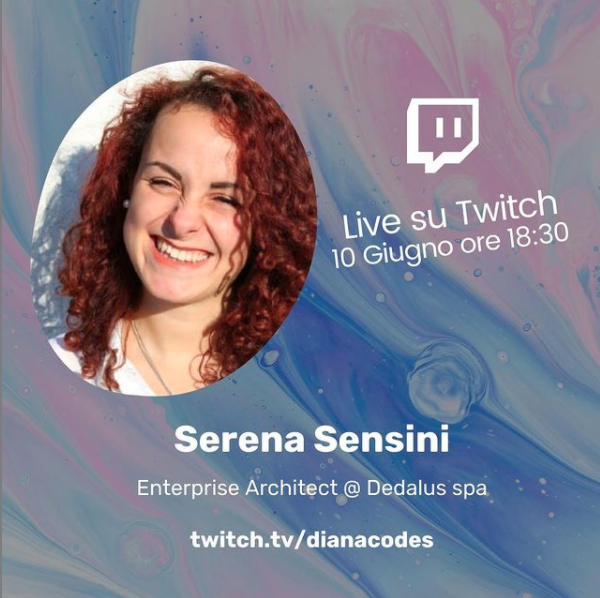 Live su Twitch
10 Giugno ore 18:30
Serena Sensini
Enterprise Architect @ Dedalus spa
twitch.tv/dianacodes